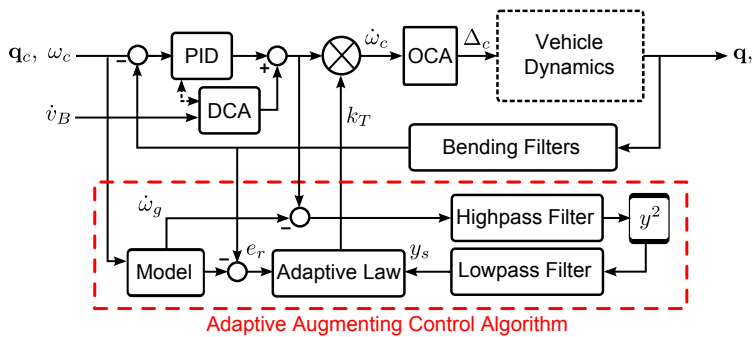 q_c, ω_c
-
PID
+
ω̇_c
OCA
Δ_c
Vehicle
Dynamics
q,
v̇_B
DCA
k_T
Bending Filters
ω̇_g
-
Highpass Filter
y^2
Model
-
e_r
Adaptive Law
y_s
Lowpass Filter
Adaptive Augmenting Control Algorithm